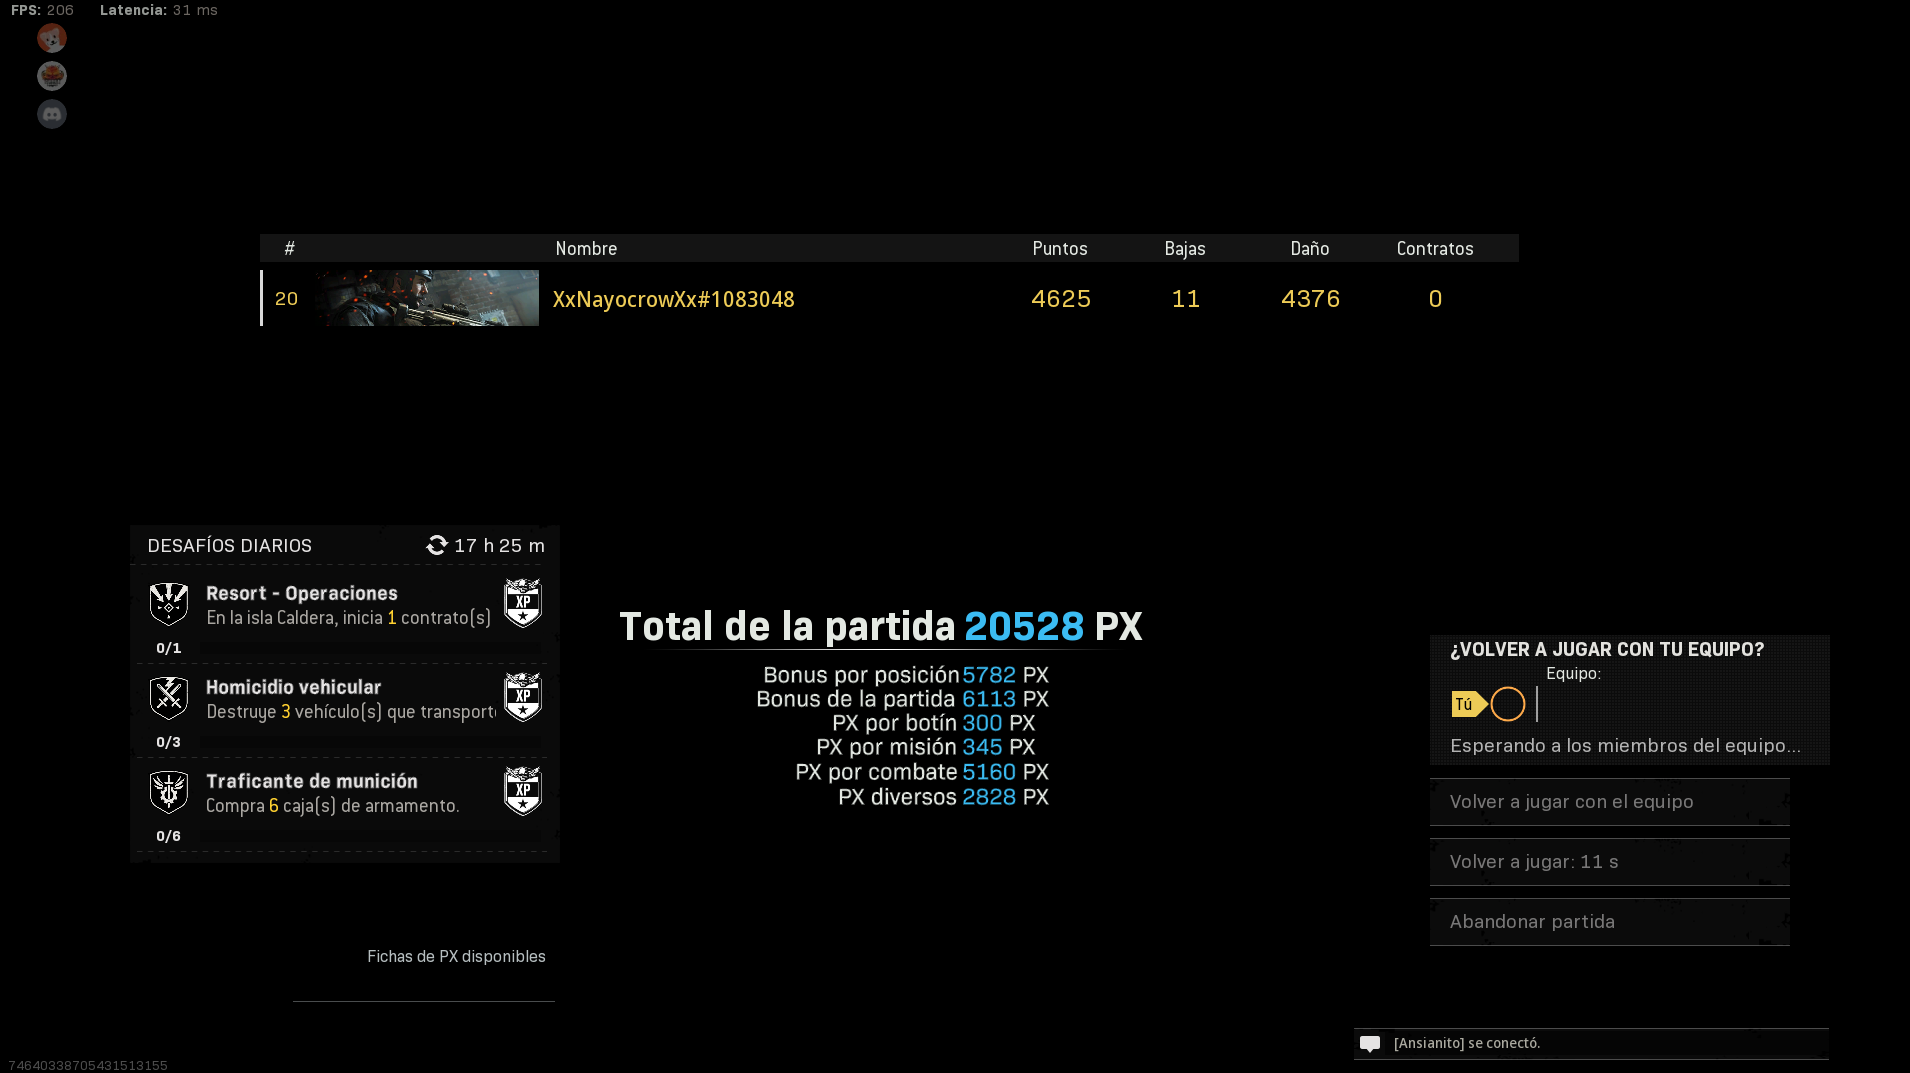 FPS: 206 Latencia: 31 ms
# Nombre Puntos Bajas Daño Contratos
20 XxNayocrowXx#1083048 4625 11 4376 0
DESAFÍOS DIARIOS 17 h 25 m
Resort - Operaciones
En la isla Caldera, inicia 1 contrato(s)
XP
0/1
Homicidio vehicular
Destruye 3 vehículo(s) que transport
XP
0/3
Traficante de munición
Compra 6 caja(s) de armamento.
XP
0/6
Fichas de PX disponibles
Total de la partida 20528 PX
Bonus por posición 5782 PX
Bonus de la partida 6113 PX
PX por botín 300 PX
PX por misión 345 PX
PX por combate 5160 PX
PX diversos 2828 PX
¿VOLVER A JUGAR CON TU EQUIPO?
Equipo:
Tú
Esperando a los miembros del equipo...
Volver a jugar con el equipo
Volver a jugar: 11 s
Abandonar partida
[Ansianito] se conectó.
74640338705431513155